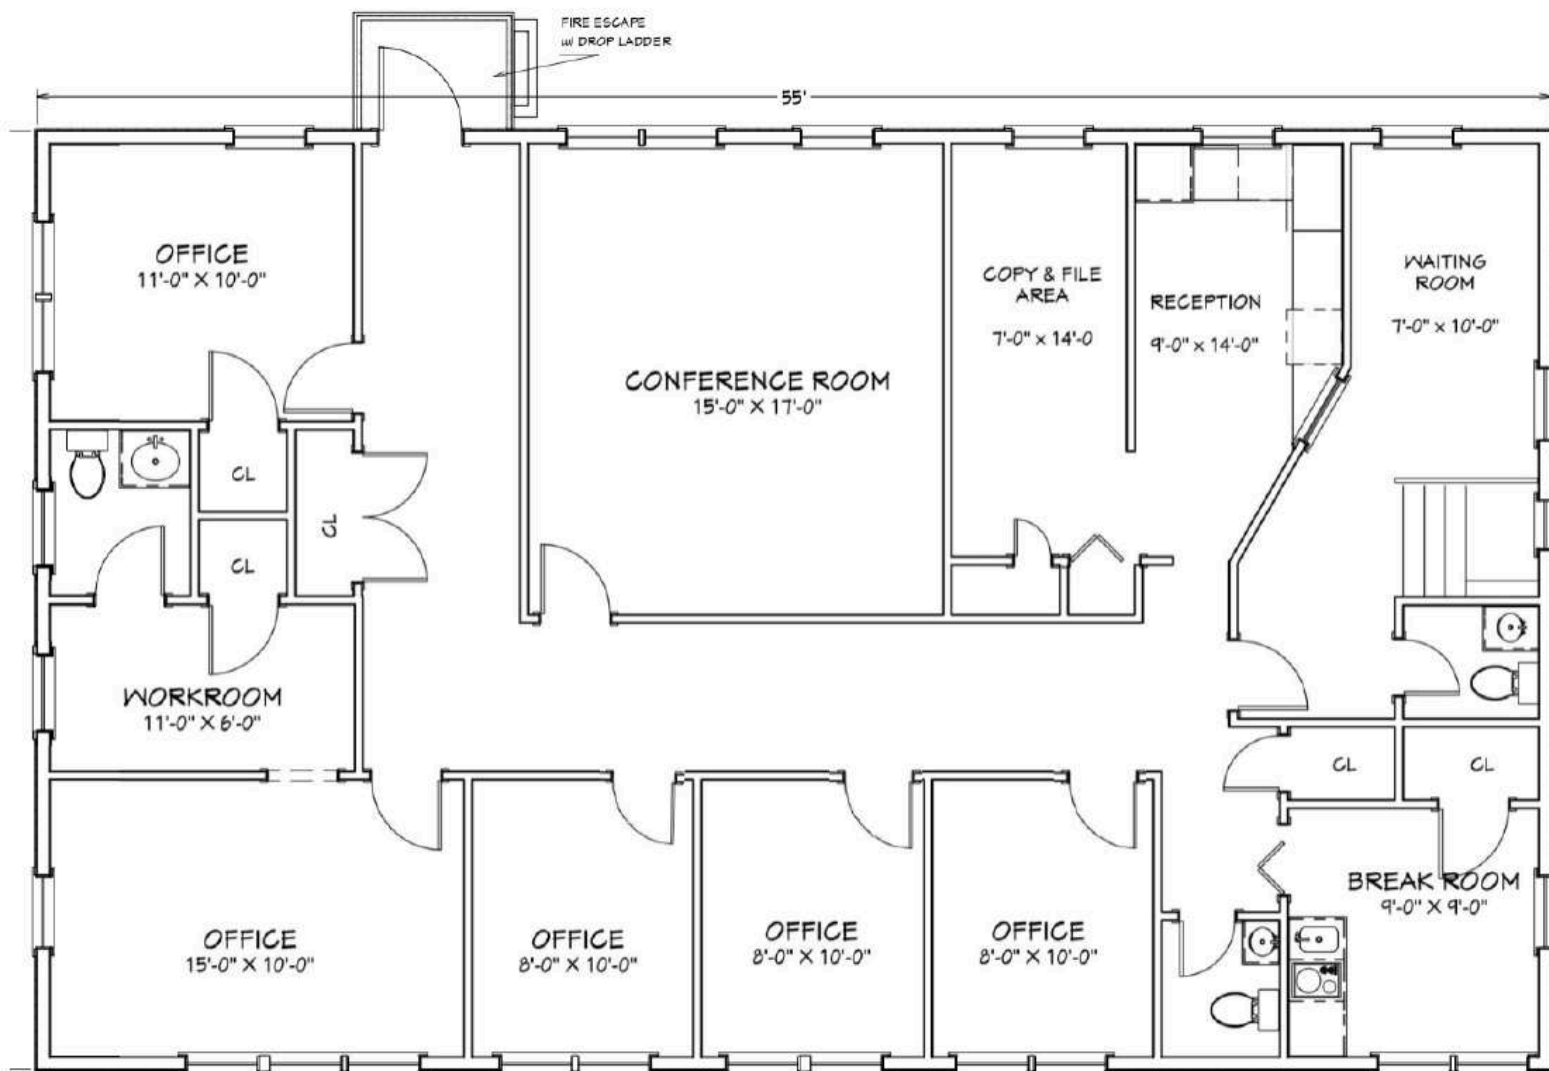 FIRE ESCAPE
w/ DROP LADDER
55'
OFFICE
11'-0" X 10'-0"
CONFERENCE ROOM
15'-0" X 17'-0"
COPY & FILE
AREA
7'-0" x 14'-0
RECEPTION
9'-0" x 14'-0"
WAITING
ROOM
7'-0" x 10'-0"
CL
CL
CL
WORKROOM
11'-0" X 6'-0"
CL
CL
BREAK ROOM
9'-0" X 9'-0"
OFFICE
15'-0" X 10'-0"
OFFICE
8'-0" X 10'-0"
OFFICE
8'-0" X 10'-0"
OFFICE
8'-0" X 10'-0"